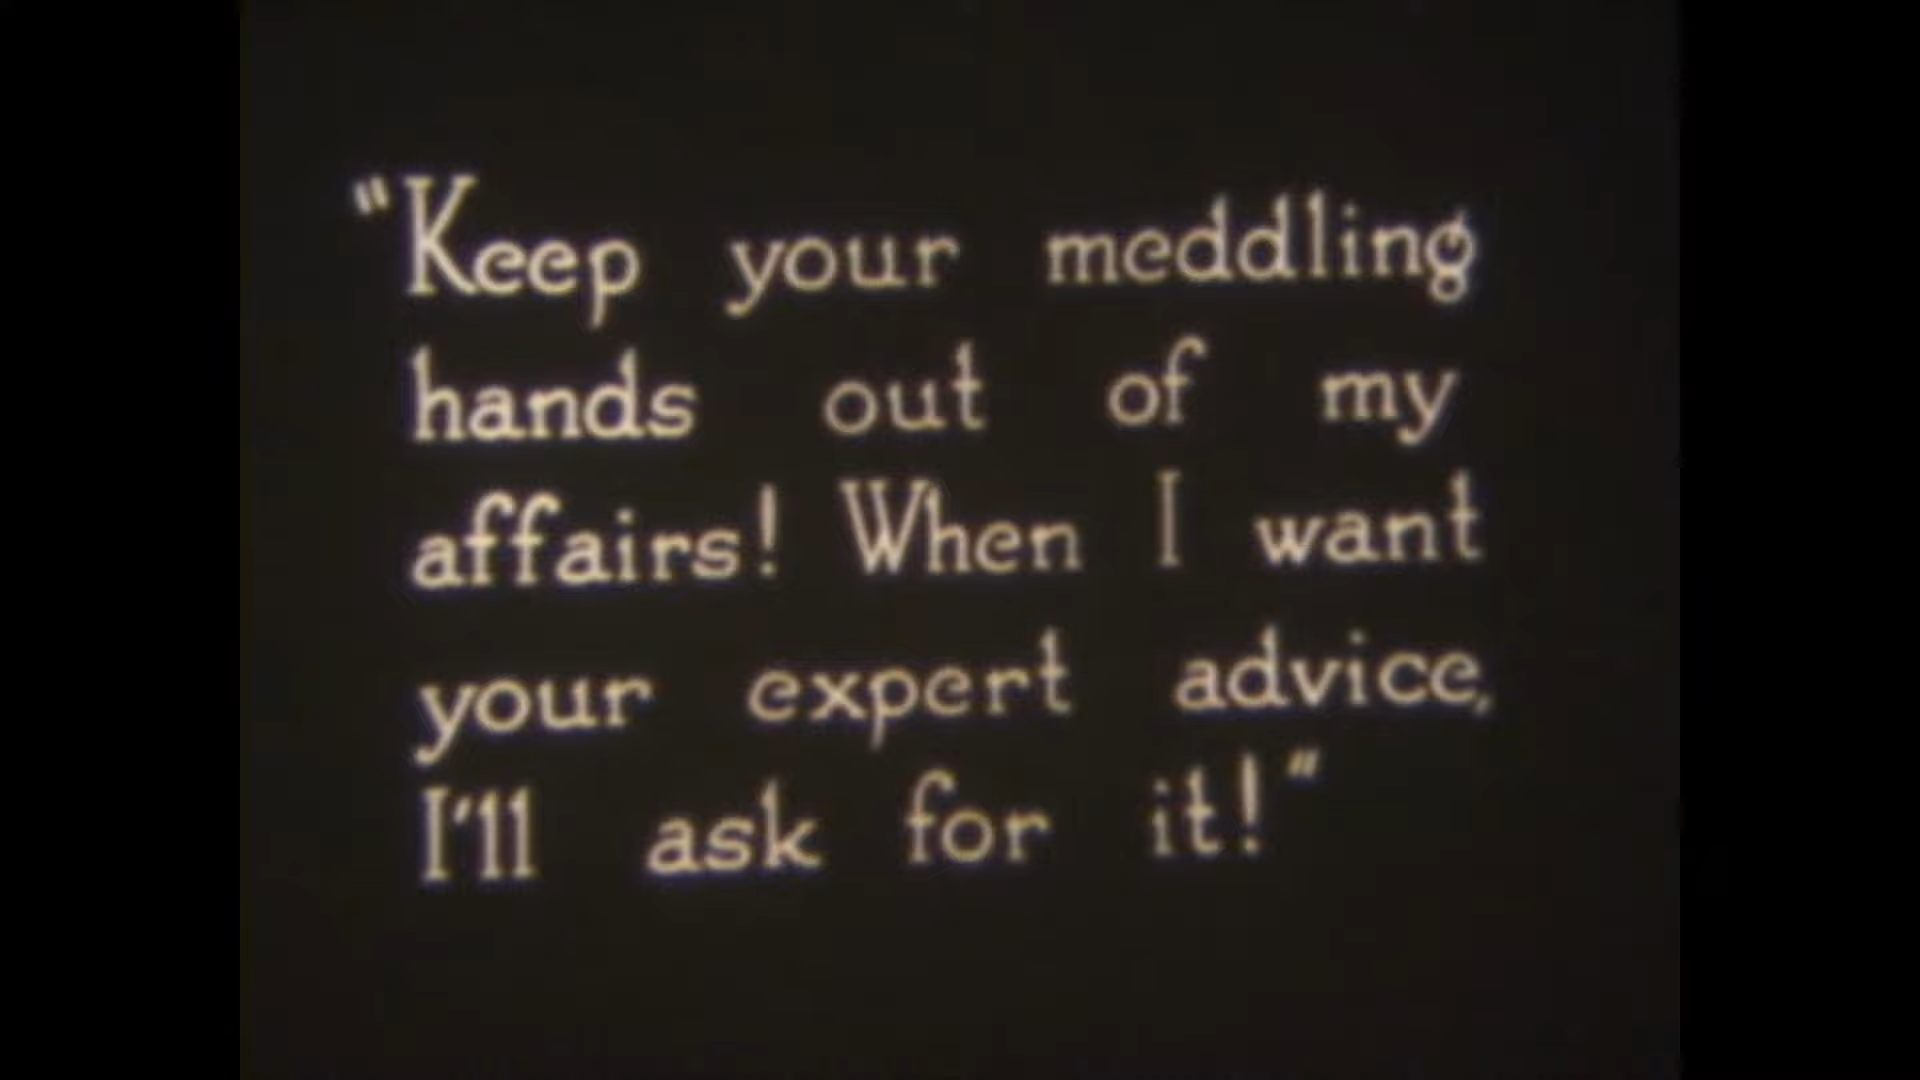 "Keep your meddling
hands out of my
affairs! When I want
your expert advice,
I'll ask for it!"